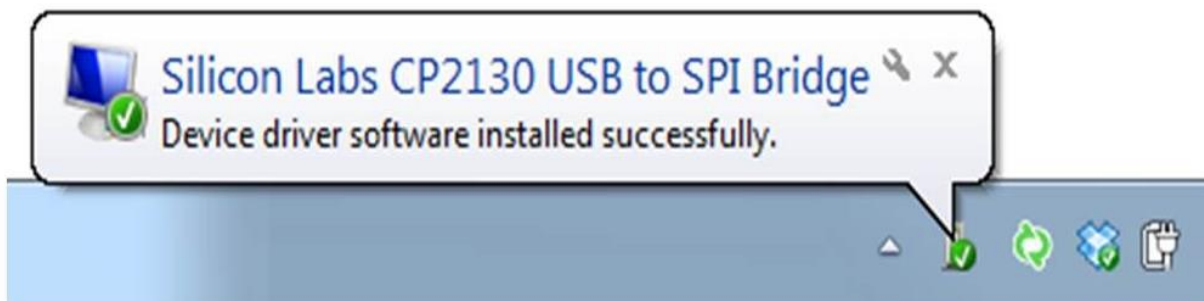 Silicon Labs CP2130 USB to SPI Bridge
Device driver software installed successfully.